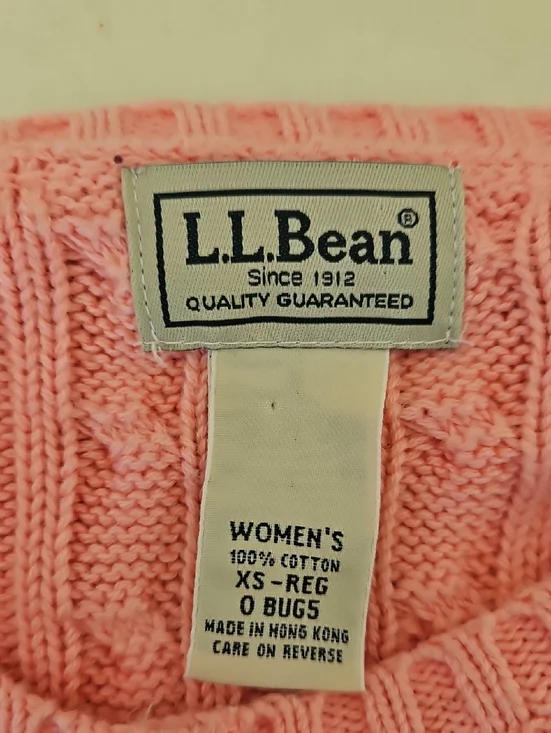 L.L.Bean®
Since 1912
QUALITY GUARANTEED
WOMEN'S
100% COTTON
XS-REG
0 BUG5
MADE IN HONG KONG
CARE ON REVERSE